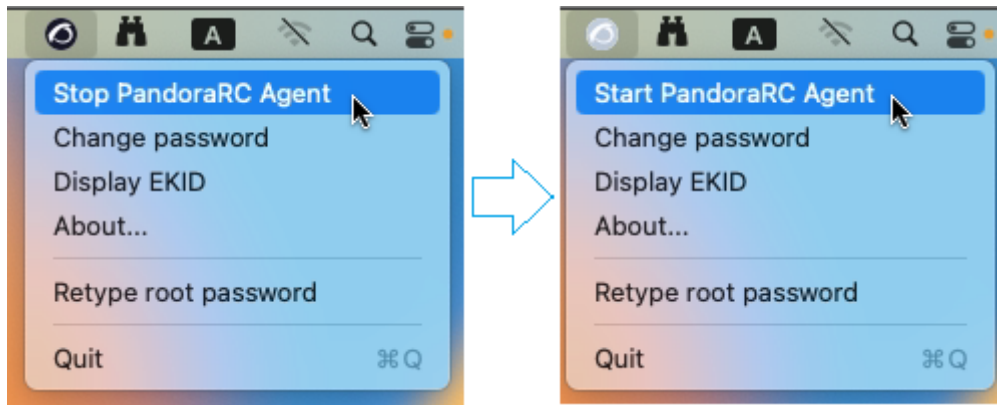 A
Stop PandoraRC Agent
Change password
Display EKID
About...
Retype root password
Quit ⌘Q
A
Start PandoraRC Agent
Change password
Display EKID
About...
Retype root password
Quit ⌘Q